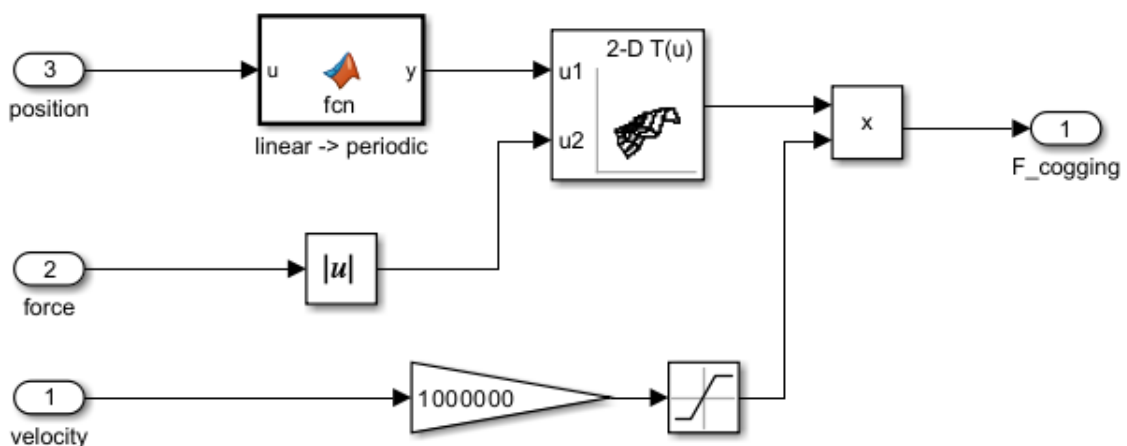 3
position
u
y
fcn
linear -> periodic
2-D T(u)
u1
u2
x
1
F_cogging
2
force
|u|
1
velocity
1000000